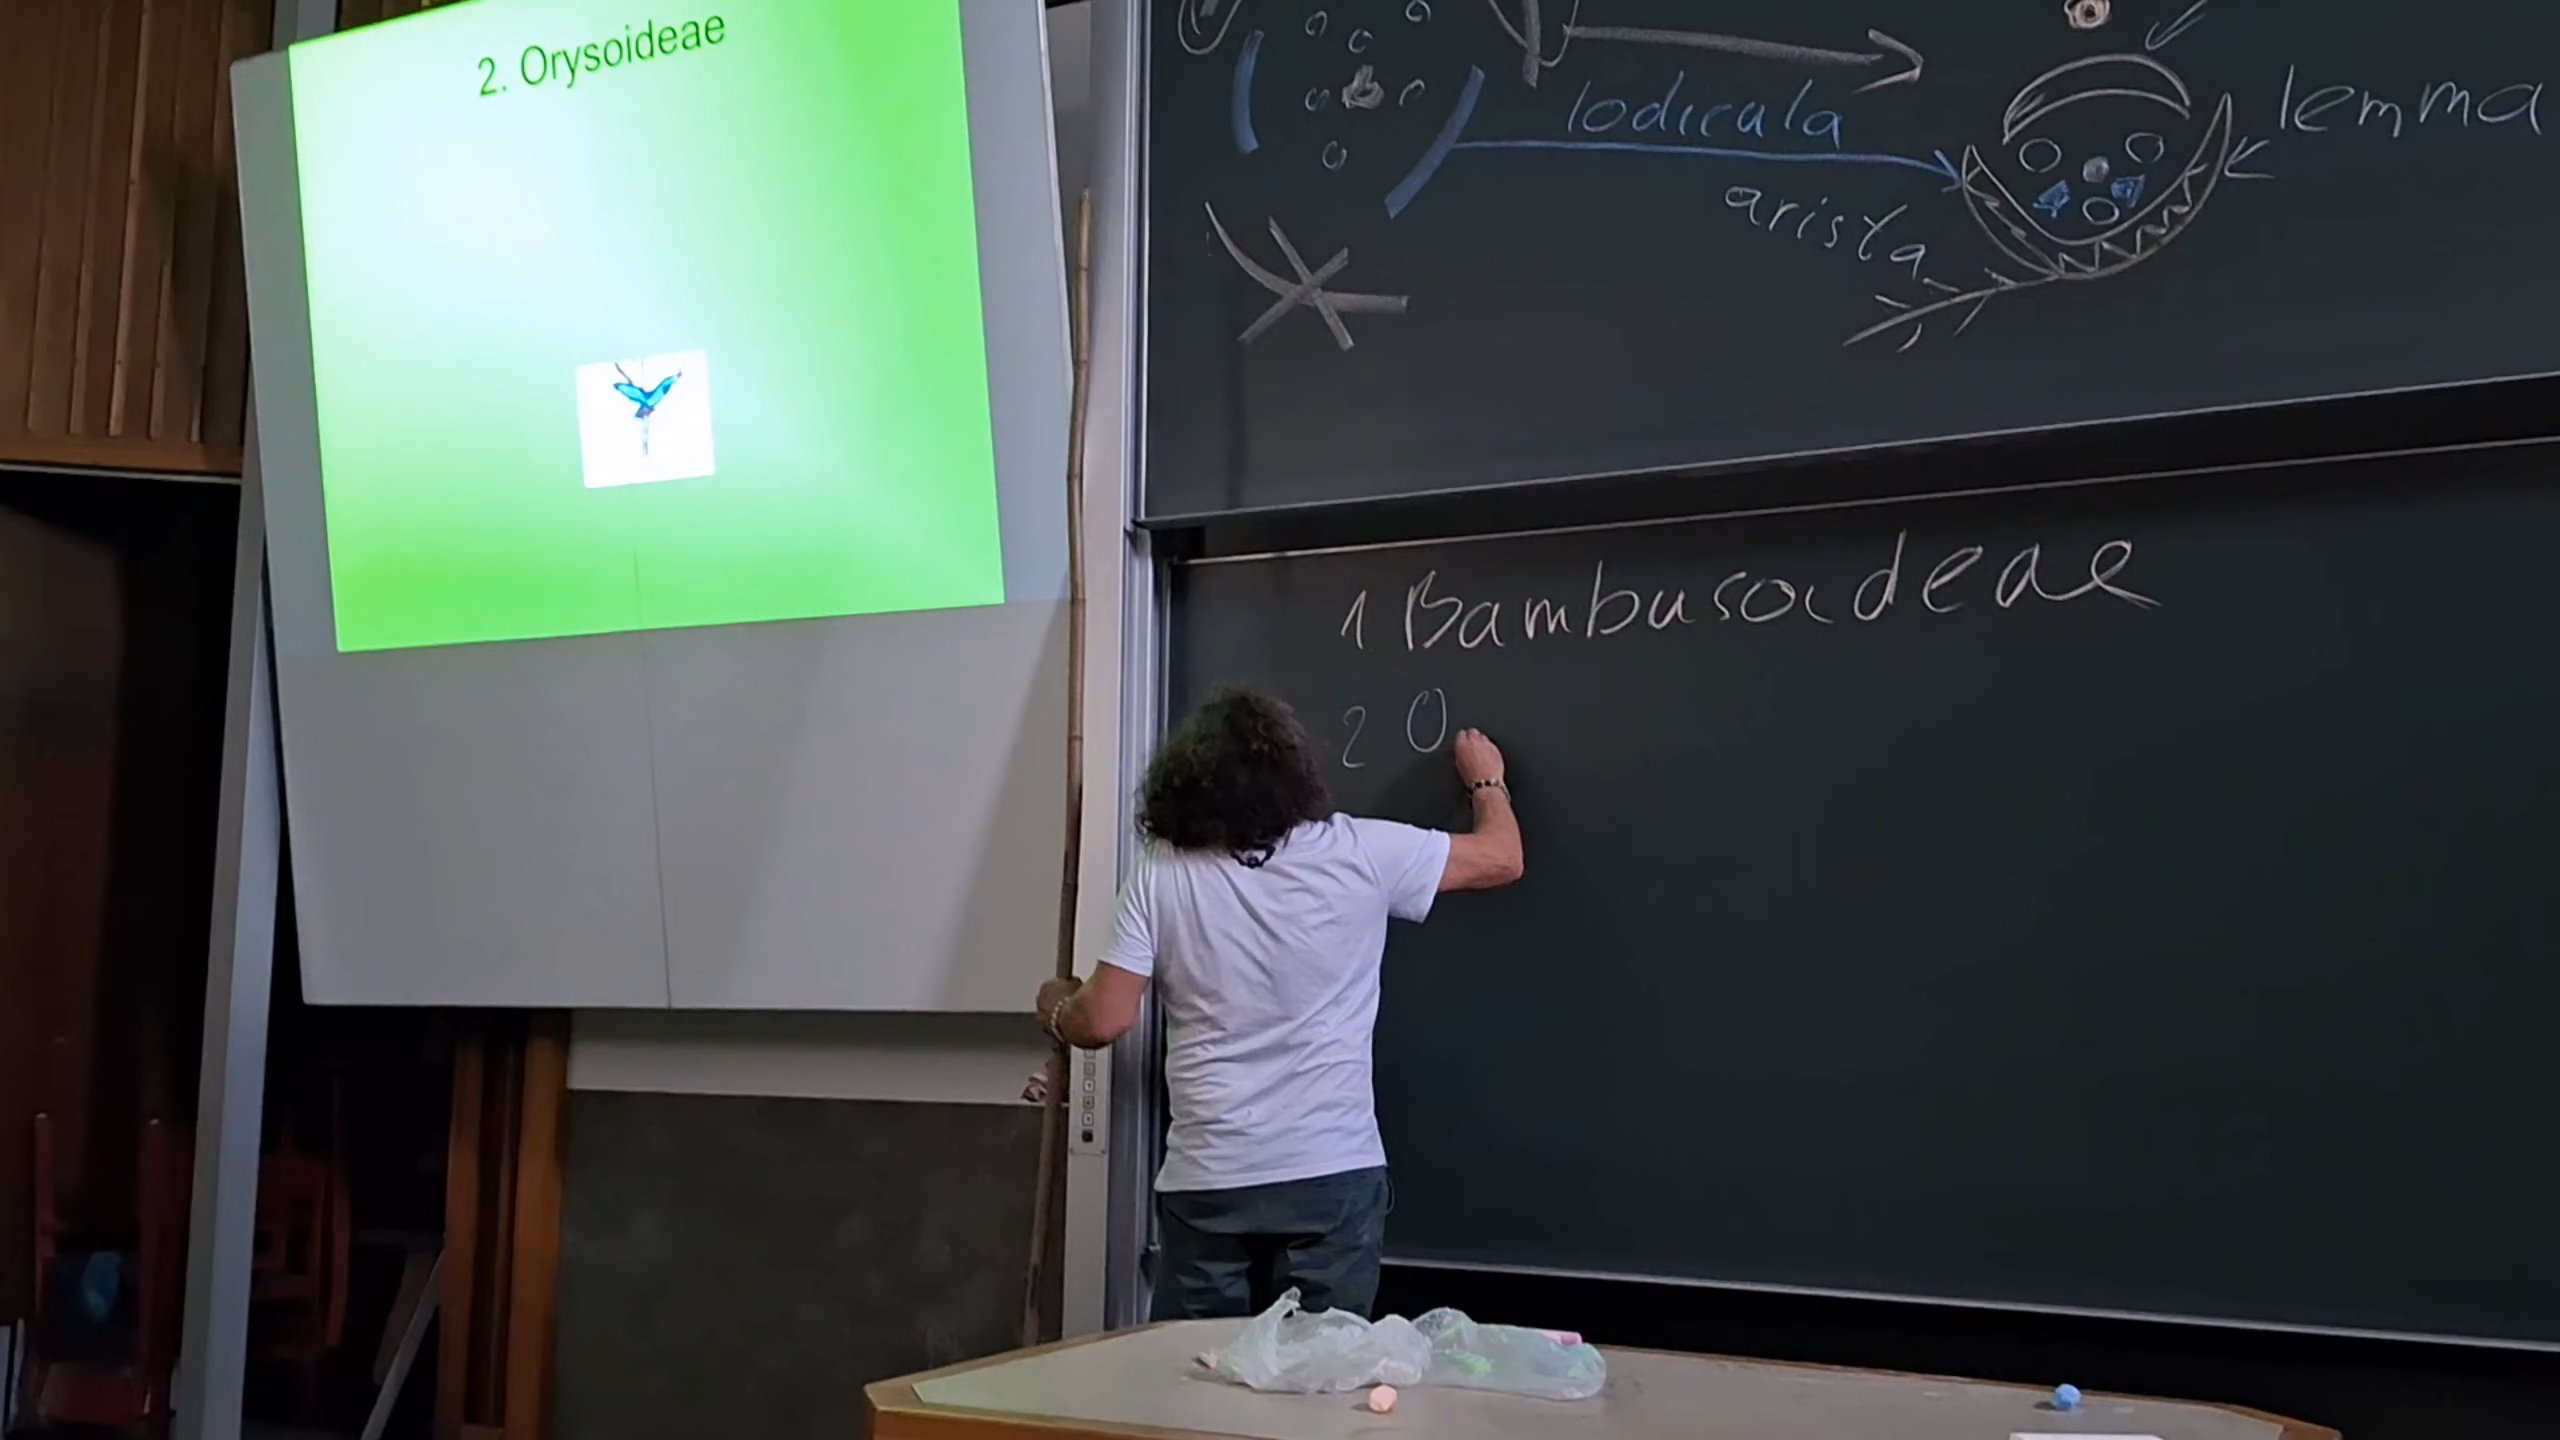 2. Orysoideae
lodicula
lemma
arista
1 Bambusoideae
2 O